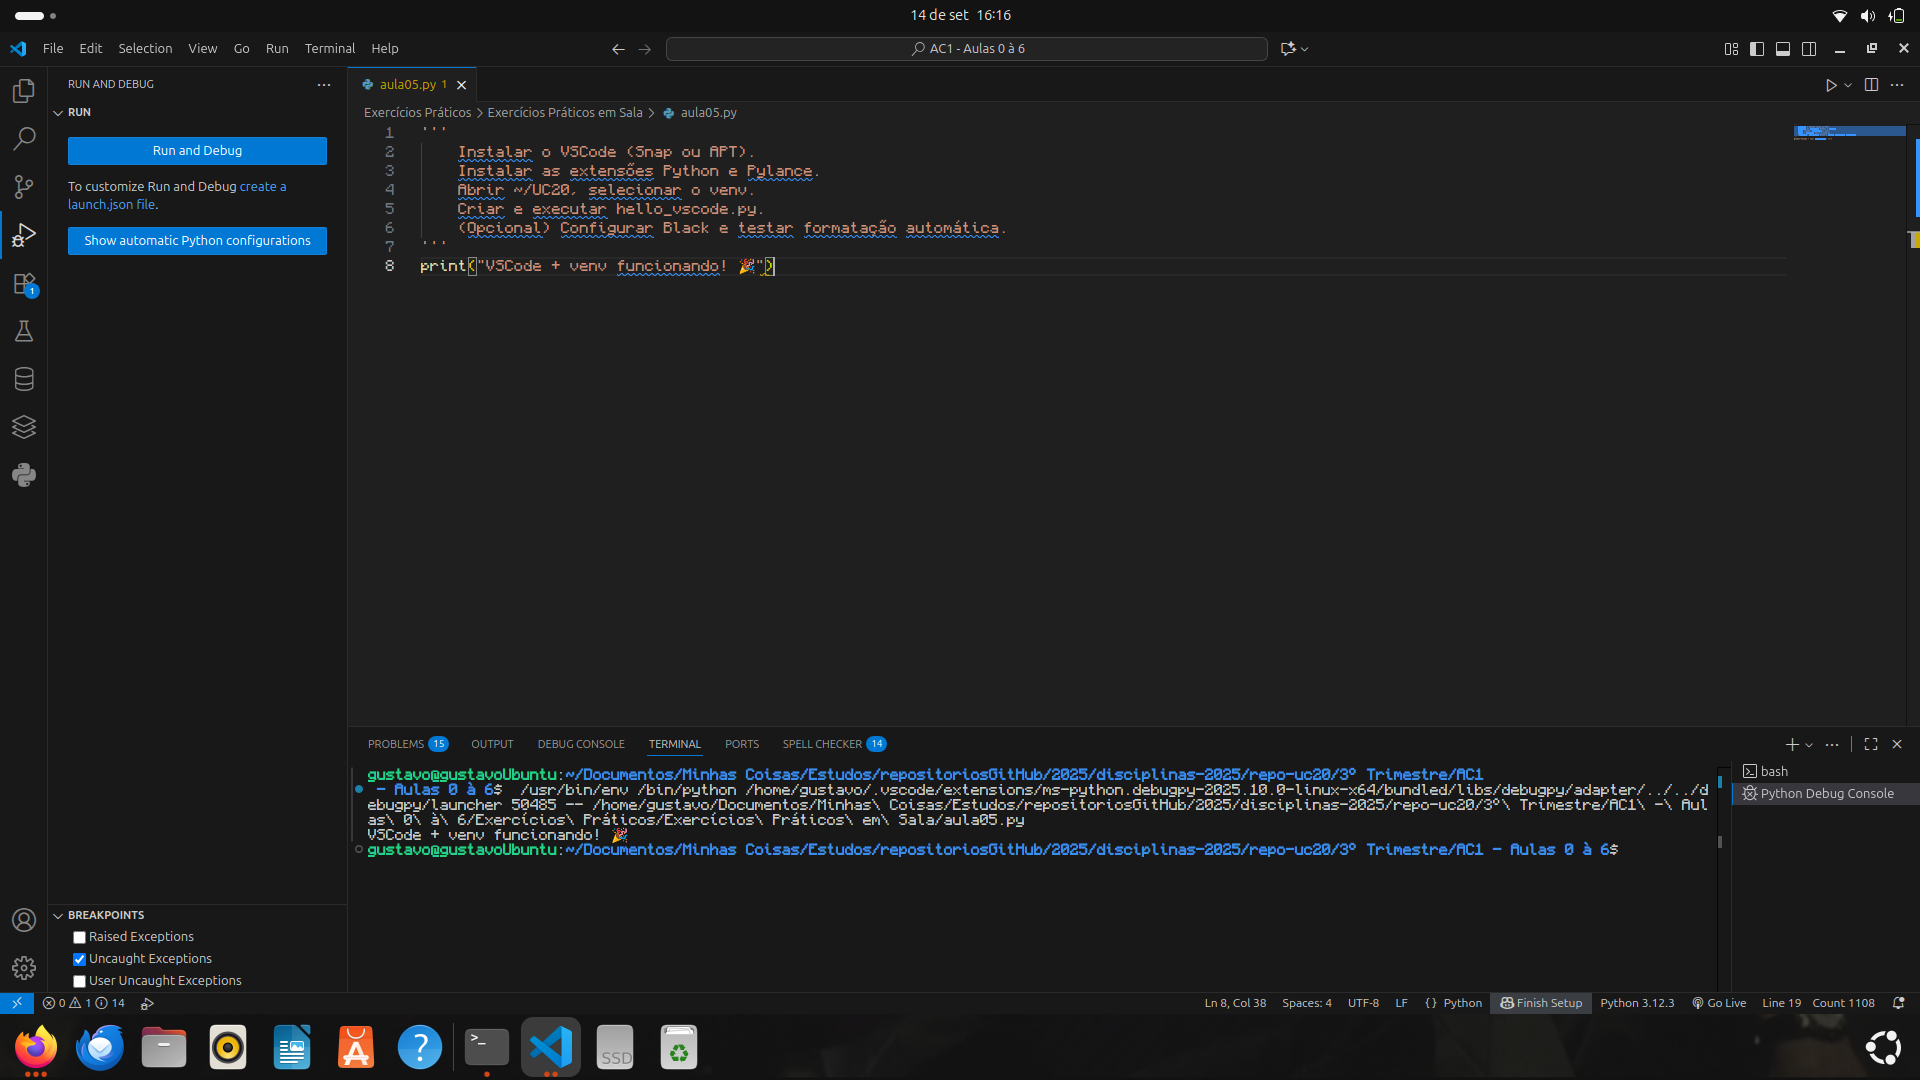 14 de set 16:16
File Edit Selection View Go Run Terminal Help
AC1 - Aulas 0 à 6
RUN AND DEBUG
RUN
Run and Debug
To customize Run and Debug create a
launch.json file.
Show automatic Python configurations
1
aula05.py 1
Exercícios Práticos > Exercícios Práticos em Sala > aula05.py
1 '''
2 Instalar o VSCode (Snap ou APT).
3 Instalar as extensões Python e Pylance.
4 Abrir ~/UC20, selecionar o venv.
5 Criar e executar hello_vscode.py.
6 (Opcional) Configurar Black e testar formatação automática.
7 '''
8 print("VSCode + venv funcionando! 🎉")
PROBLEMS 15 OUTPUT DEBUG CONSOLE TERMINAL PORTS SPELL CHECKER 14
gustavo@gustavoUbuntu:~/Documentos/Minhas Coisas/Estudos/repositoriosGitHub/2025/disciplinas-2025/repo-uc20/3º Trimestre/AC1
- Aulas 0 à 6$ /usr/bin/env /bin/python /home/gustavo/.vscode/extensions/ms-python.debugpy-2025.10.0-linux-x64/bundled/libs/debugpy/adapter/../../d
ebugpy/launcher 50485 -- /home/gustavo/Documentos/Minhas\ Coisas/Estudos/repositoriosGitHub/2025/disciplinas-2025/repo-uc20/3º\ Trimestre/AC1\ -\ Aul
as\ 0\ à\ 6/Exercícios\ Práticos/Exercícios\ Práticos\ em\ Sala/aula05.py
VSCode + venv funcionando! 🎉
gustavo@gustavoUbuntu:~/Documentos/Minhas Coisas/Estudos/repositoriosGitHub/2025/disciplinas-2025/repo-uc20/3º Trimestre/AC1 - Aulas 0 à 6$
bash
Python Debug Console
BREAKPOINTS
Raised Exceptions
Uncaught Exceptions
User Uncaught Exceptions
0 1 14
Ln 8, Col 38 Spaces: 4 UTF-8 LF {} Python Finish Setup Python 3.12.3 Go Live Line 19 Count 1108
SSD